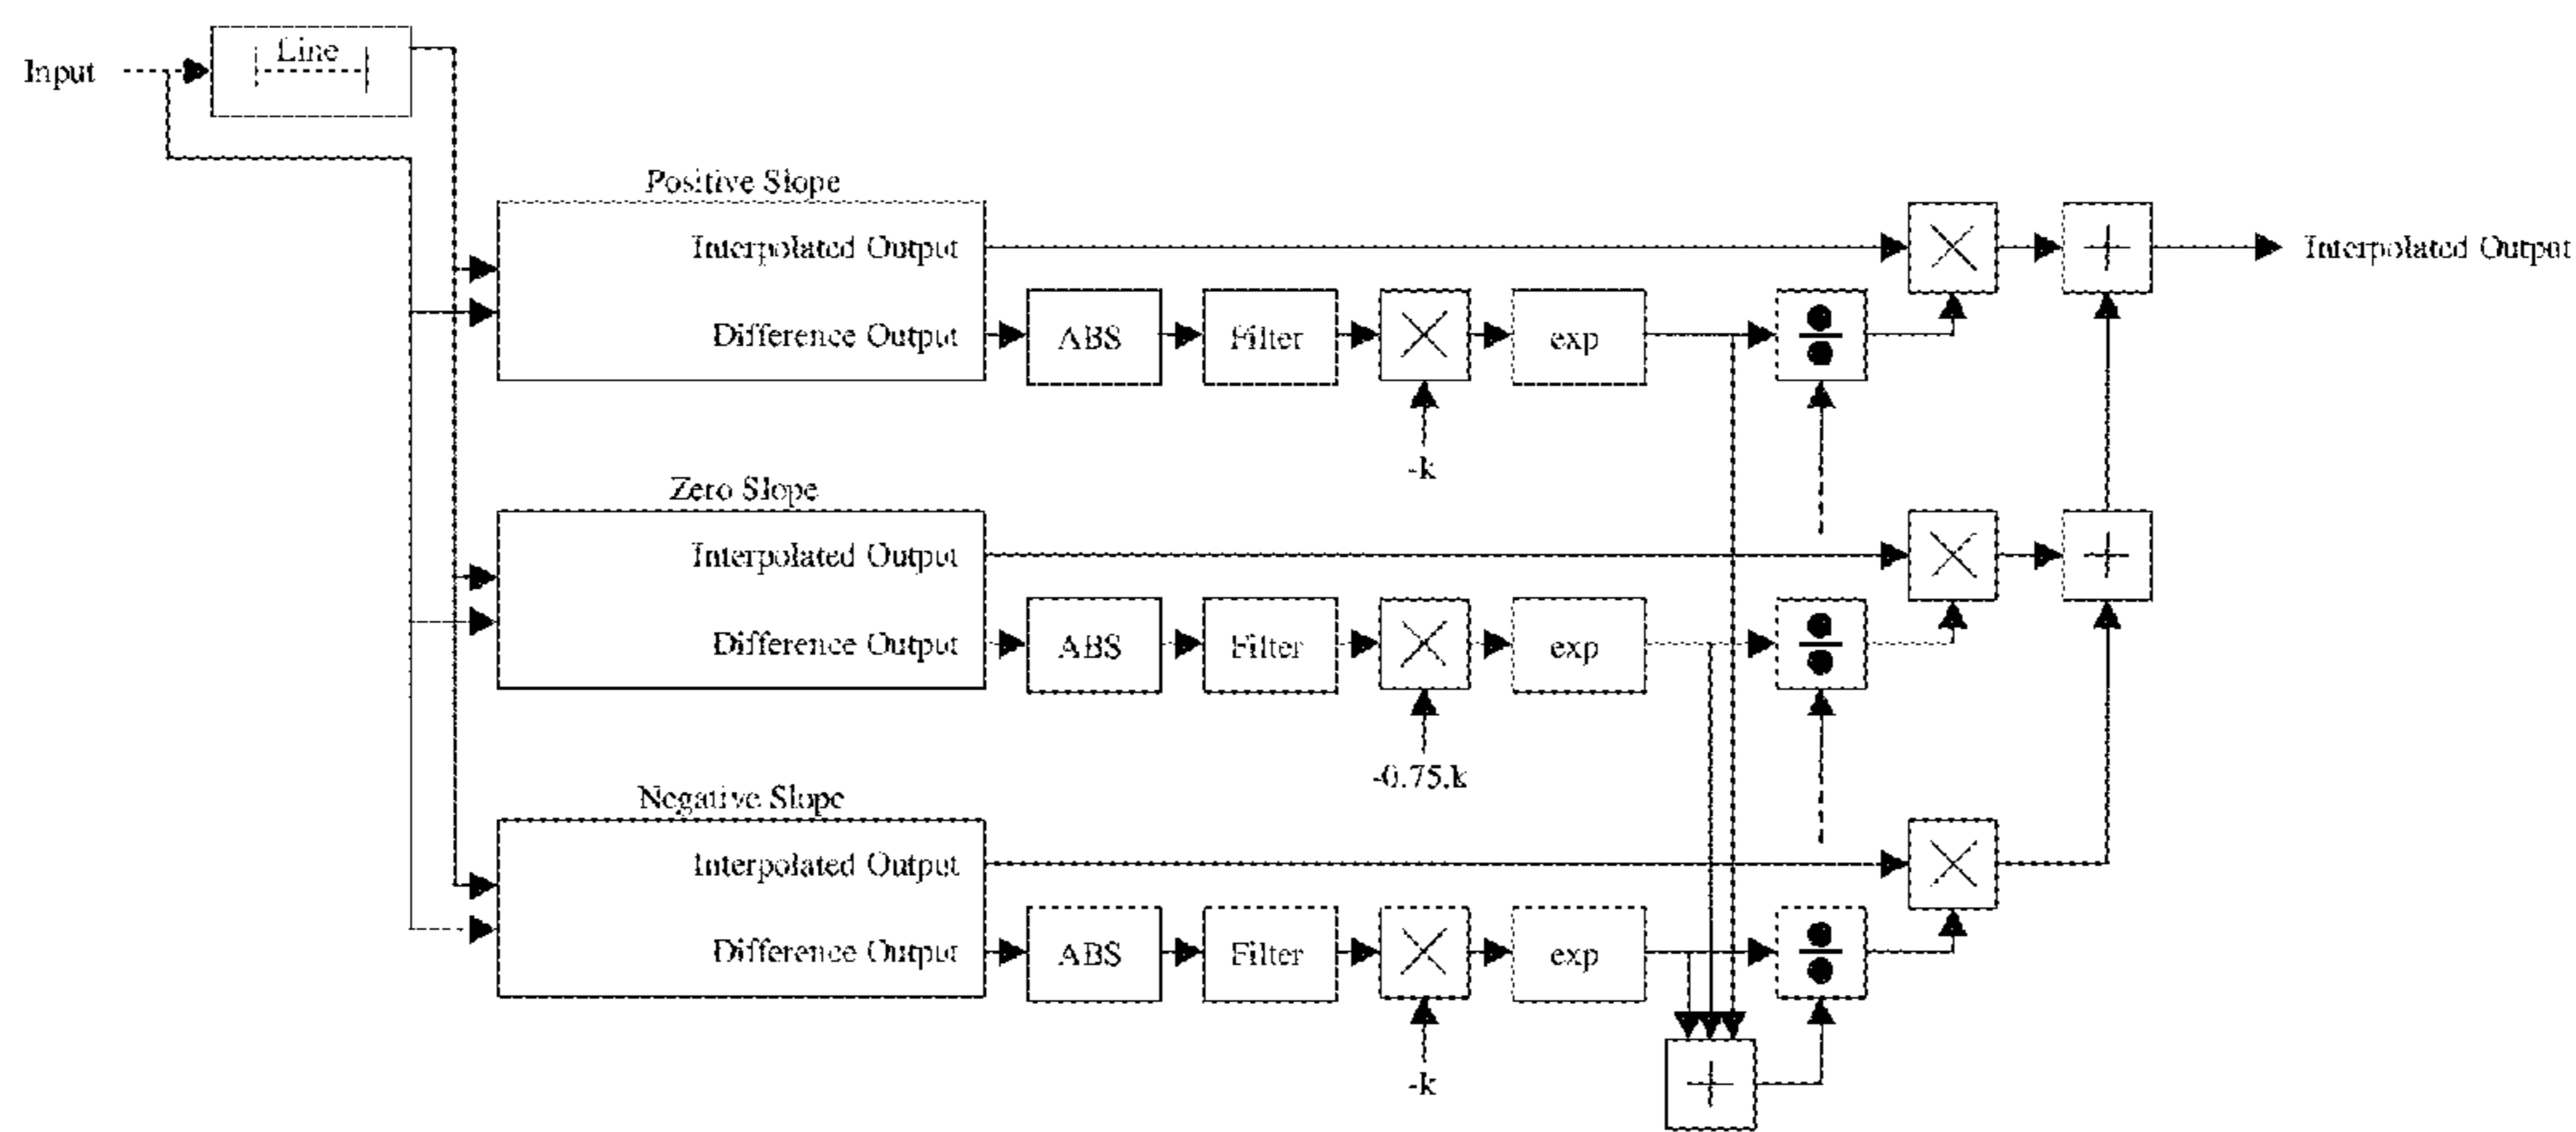 Line
Input
Positive Slope
Interpolated Output
Interpolated Output
Difference Output
ABS
Filter
exp
-k
Zero Slope
Interpolated Output
Difference Output
ABS
Filter
exp
-0.75.k
Negative Slope
Interpolated Output
Difference Output
ABS
Filter
exp
-k